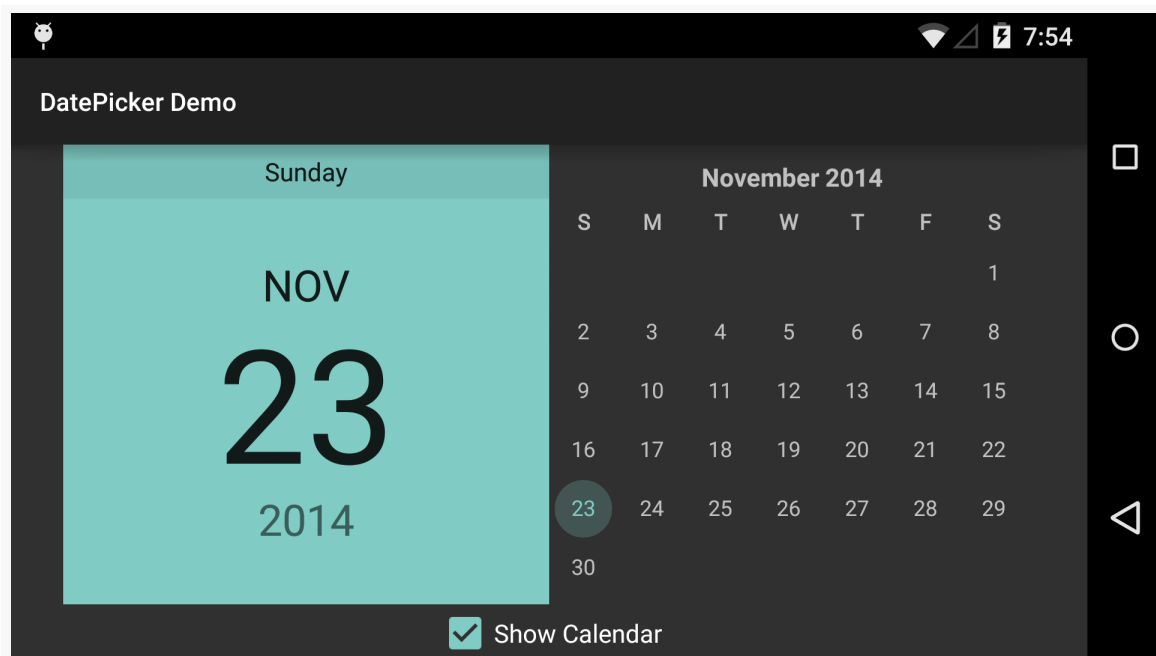 7:54
DatePicker Demo
Sunday
NOV
23
2014
November 2014
S M T W T F S
1
2 3 4 5 6 7 8
9 10 11 12 13 14 15
16 17 18 19 20 21 22
23 24 25 26 27 28 29
30
Show Calendar